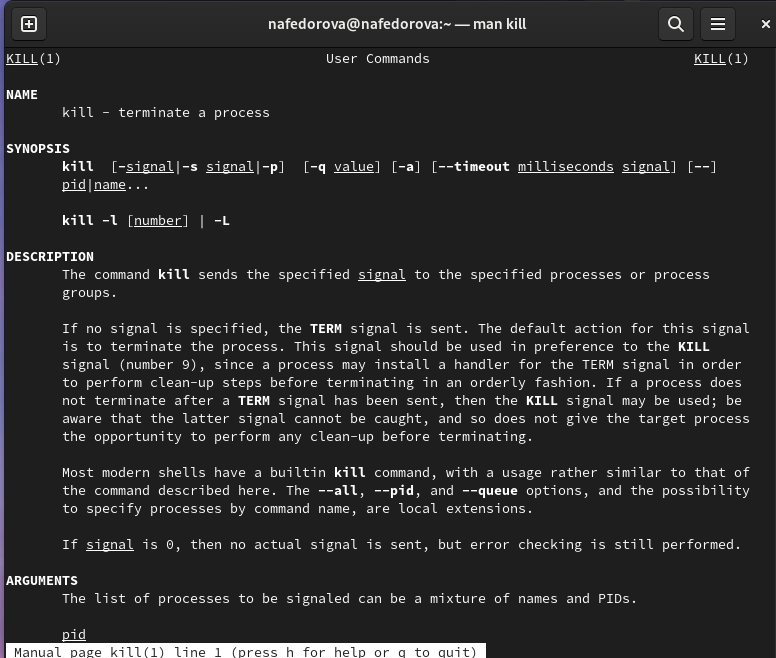 nafedorova@nafedorova:~ — man kill
KILL(1) User Commands KILL(1)
NAME
kill - terminate a process
SYNOPSIS
kill [-signal|-s signal|-p] [-q value] [-a] [--timeout milliseconds signal] [--]
pid|name...
kill -l [number] | -L
DESCRIPTION
The command kill sends the specified signal to the specified processes or process
groups.
If no signal is specified, the TERM signal is sent. The default action for this signal
is to terminate the process. This signal should be used in preference to the KILL
signal (number 9), since a process may install a handler for the TERM signal in order
to perform clean-up steps before terminating in an orderly fashion. If a process does
not terminate after a TERM signal has been sent, then the KILL signal may be used; be
aware that the latter signal cannot be caught, and so does not give the target process
the opportunity to perform any clean-up before terminating.
Most modern shells have a builtin kill command, with a usage rather similar to that of
the command described here. The --all, --pid, and --queue options, and the possibility
to specify processes by command name, are local extensions.
If signal is 0, then no actual signal is sent, but error checking is still performed.
ARGUMENTS
The list of processes to be signaled can be a mixture of names and PIDs.
pid
Manual page kill(1) line 1 (press h for help or q to quit)